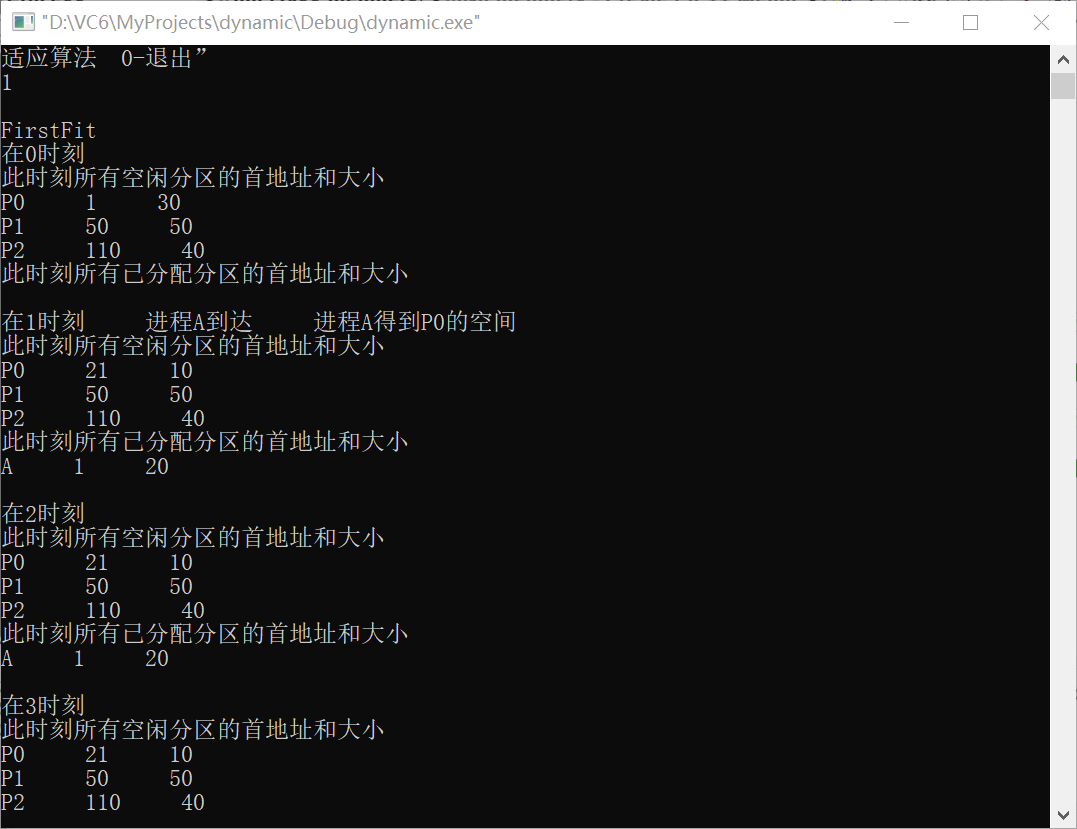 "D:\VC6\MyProjects\dynamic\Debug\dynamic.exe"
适应算法  0-退出”
1
FirstFit
在0时刻
此时刻所有空闲分区的首地址和大小
P0     1     30
P1     50     50
P2     110     40
此时刻所有已分配分区的首地址和大小
在1时刻     进程A到达     进程A得到P0的空间
此时刻所有空闲分区的首地址和大小
P0     21     10
P1     50     50
P2     110     40
此时刻所有已分配分区的首地址和大小
A     1     20
在2时刻
此时刻所有空闲分区的首地址和大小
P0     21     10
P1     50     50
P2     110     40
此时刻所有已分配分区的首地址和大小
A     1     20
在3时刻
此时刻所有空闲分区的首地址和大小
P0     21     10
P1     50     50
P2     110     40